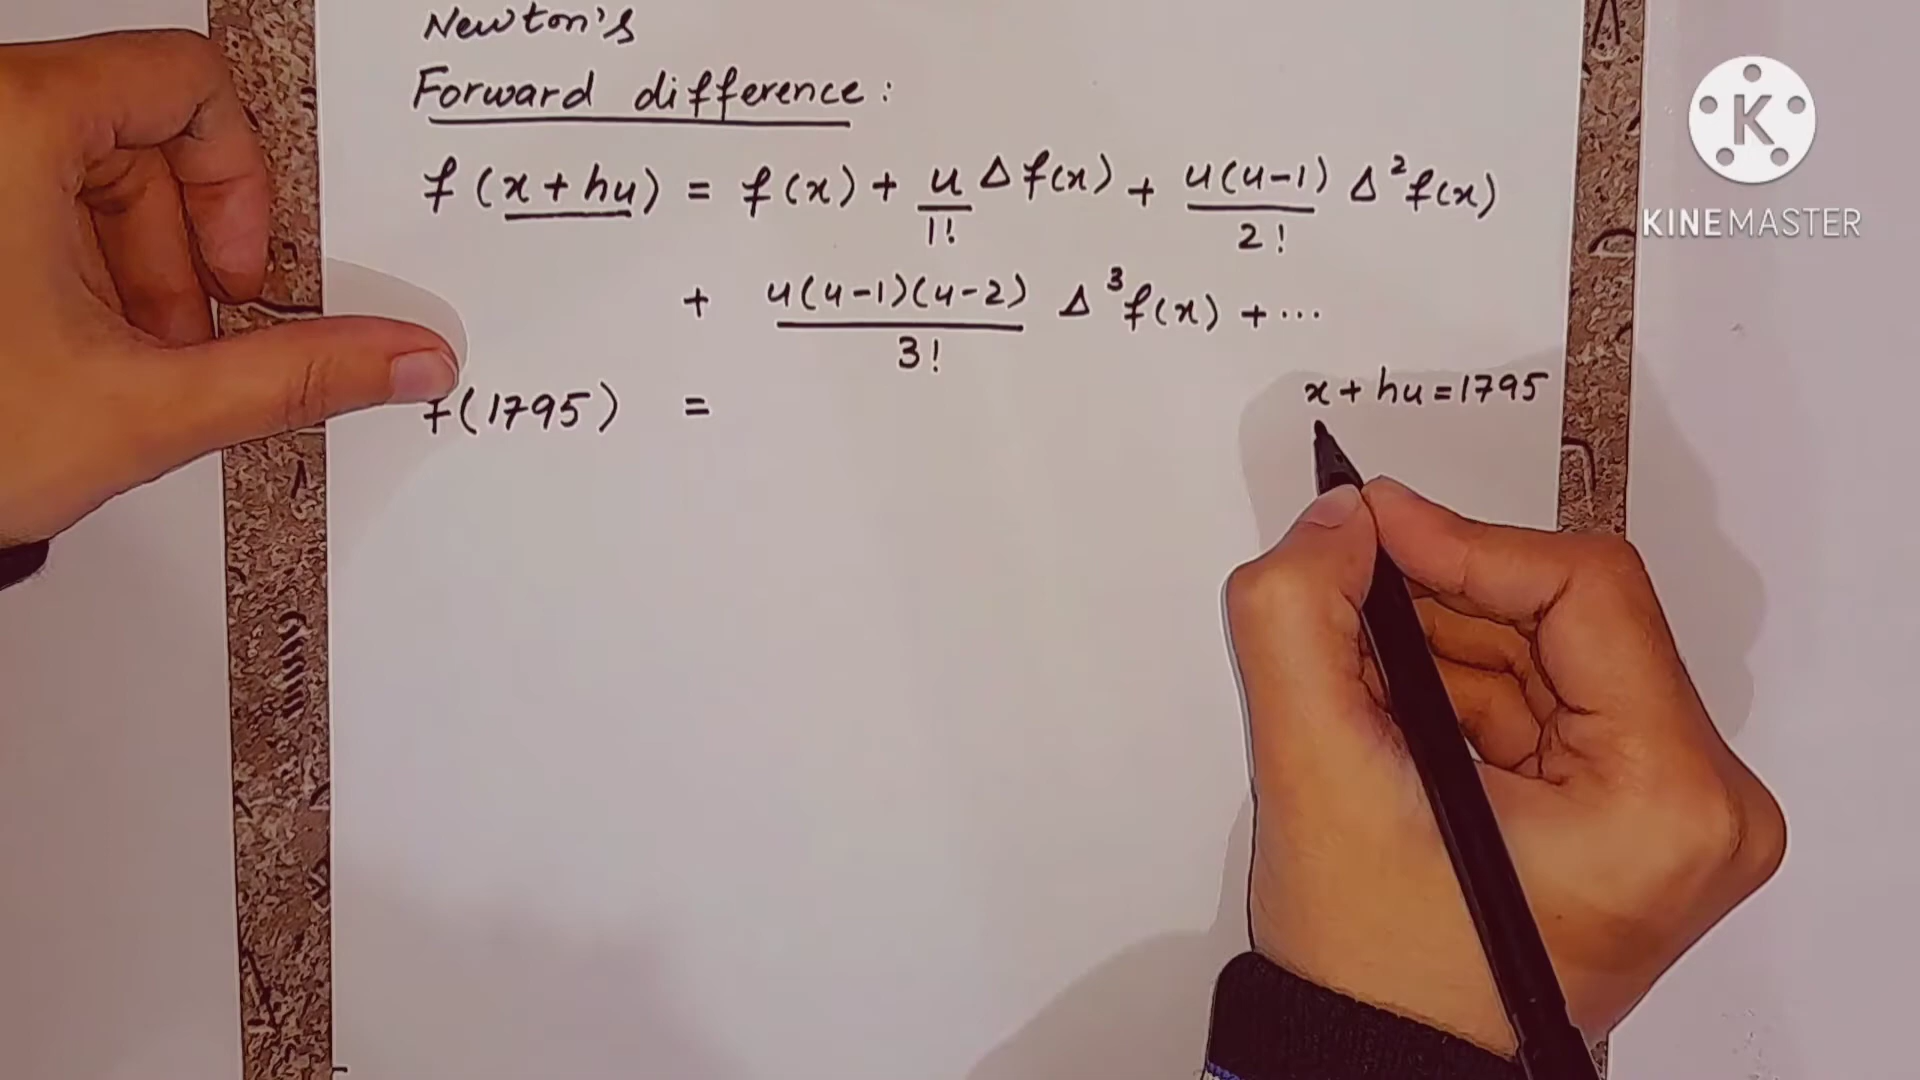 Newton's
Forward difference:
f(x+hu) = f(x) + u/1! Δf(x) + u(u-1)/2! Δ²f(x)
+ u(u-1)(u-2)/3! Δ³f(x) + ...
x+hu=1795
f(1795) =
K
KINEMASTER